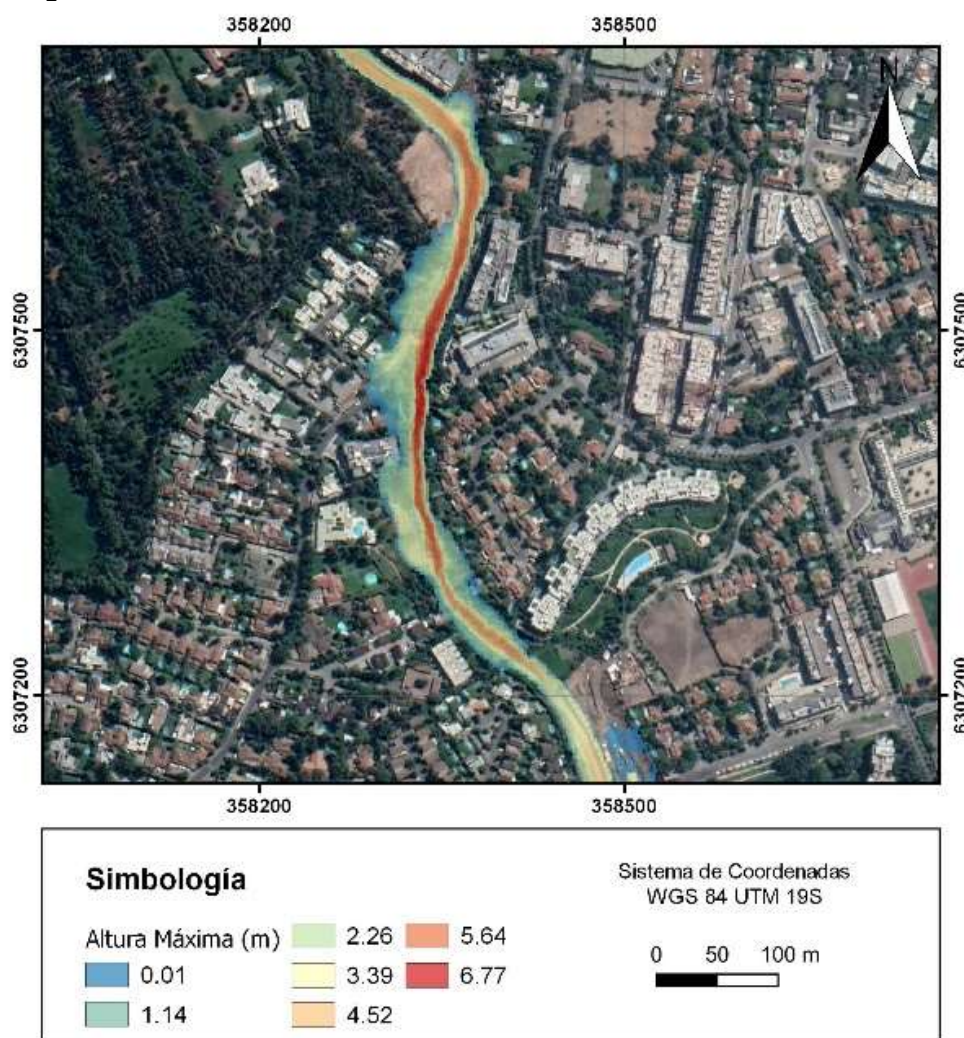 358200 358500
N
6307500 6307500
6307200 6307200
358200 358500
Simbología
Altura Máxima (m)
0.01
1.14
2.26
3.39
4.52
5.64
6.77
Sistema de Coordenadas
WGS 84 UTM 19S
0 50 100 m